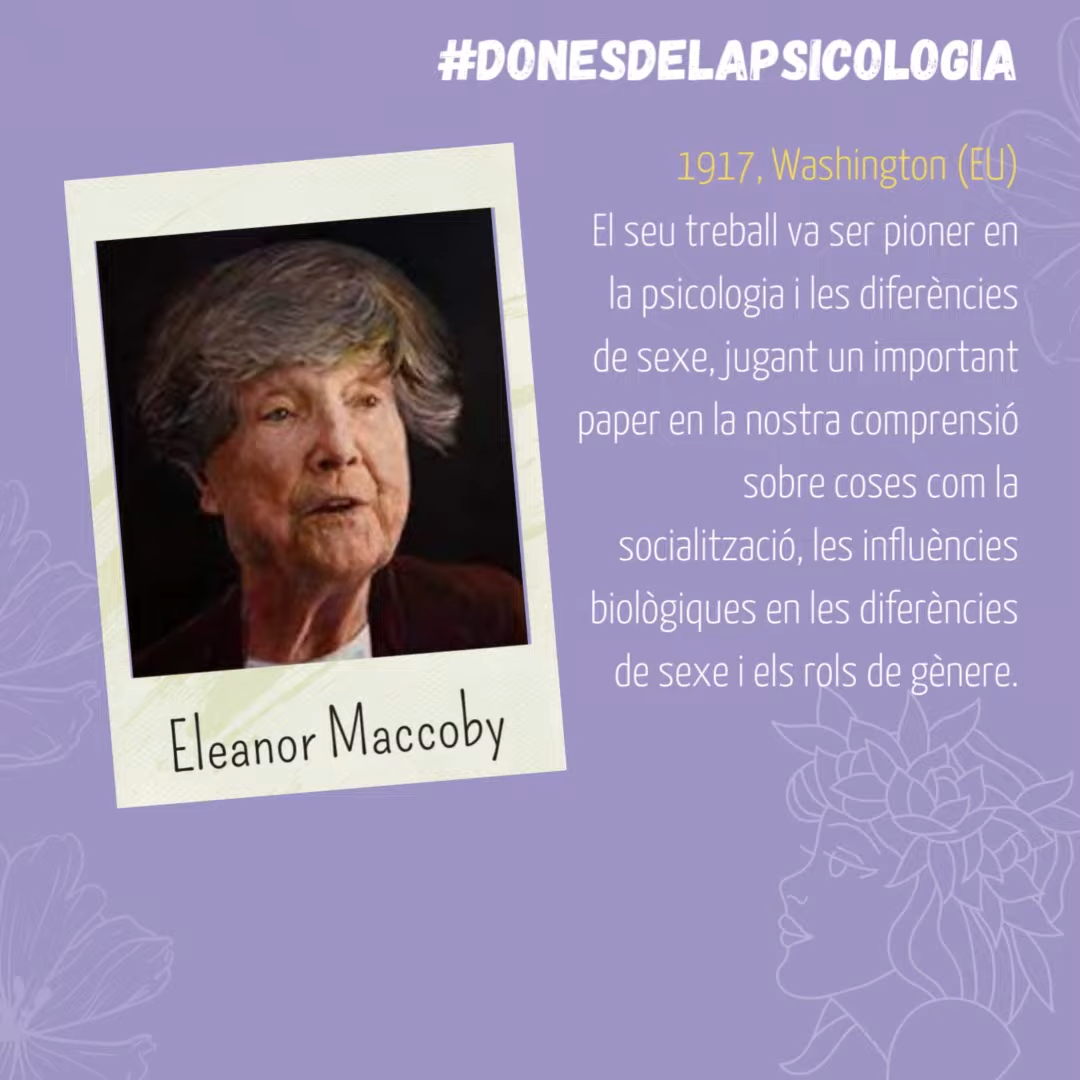 #DONESDELAPSICOLOGIA
1917, Washington (EU)
El seu treball va ser pioner en
la psicologia i les diferències
de sexe, jugant un important
paper en la nostra comprensió
sobre coses com la
socialització, les influències
biològiques en les diferències
de sexe i els rols de gènere.
Eleanor Maccoby